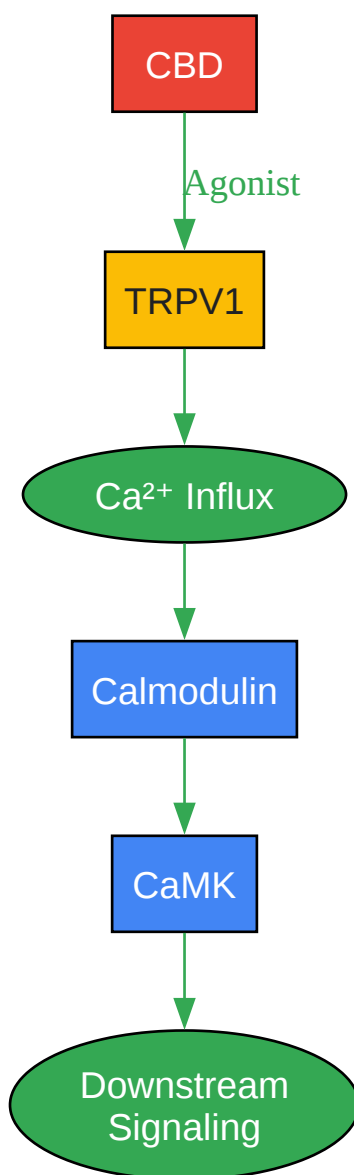 CBD
Agonist
TRPV1
Ca²⁺ Influx
Calmodulin
CaMK
Downstream
Signaling